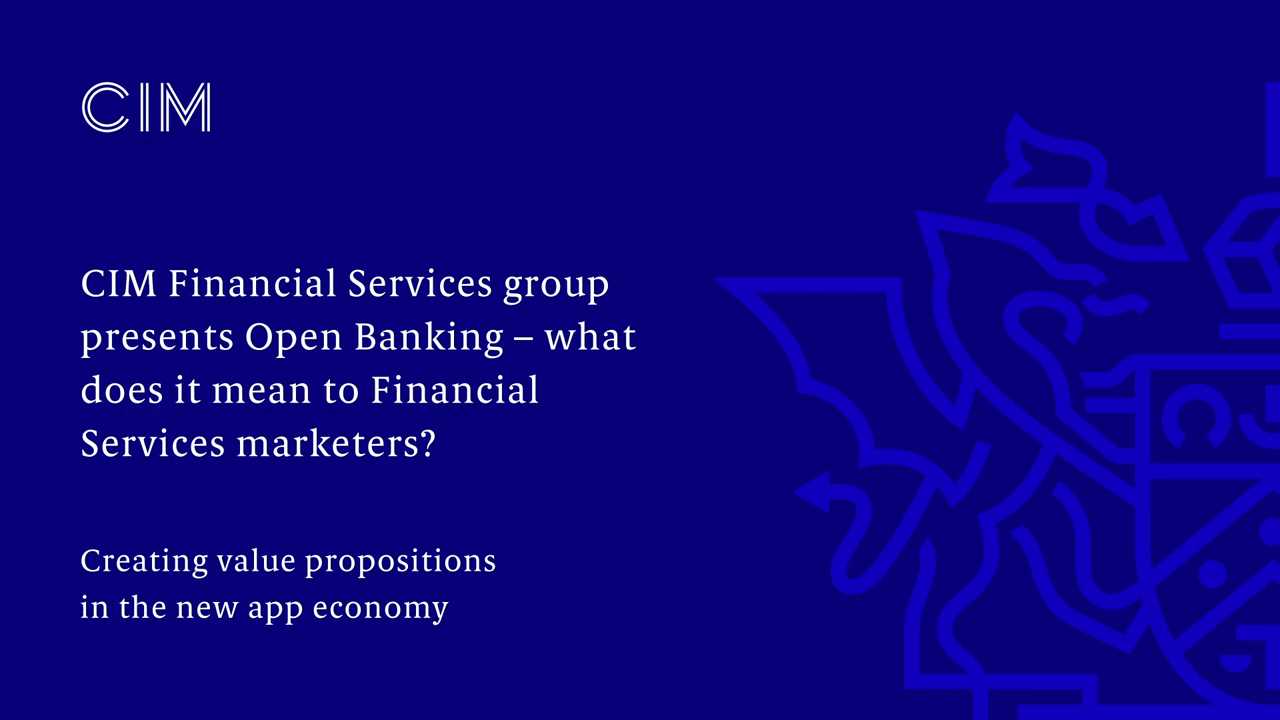 CIM
CIM Financial Services group
presents Open Banking – what
does it mean to Financial
Services marketers?
Creating value propositions
in the new app economy